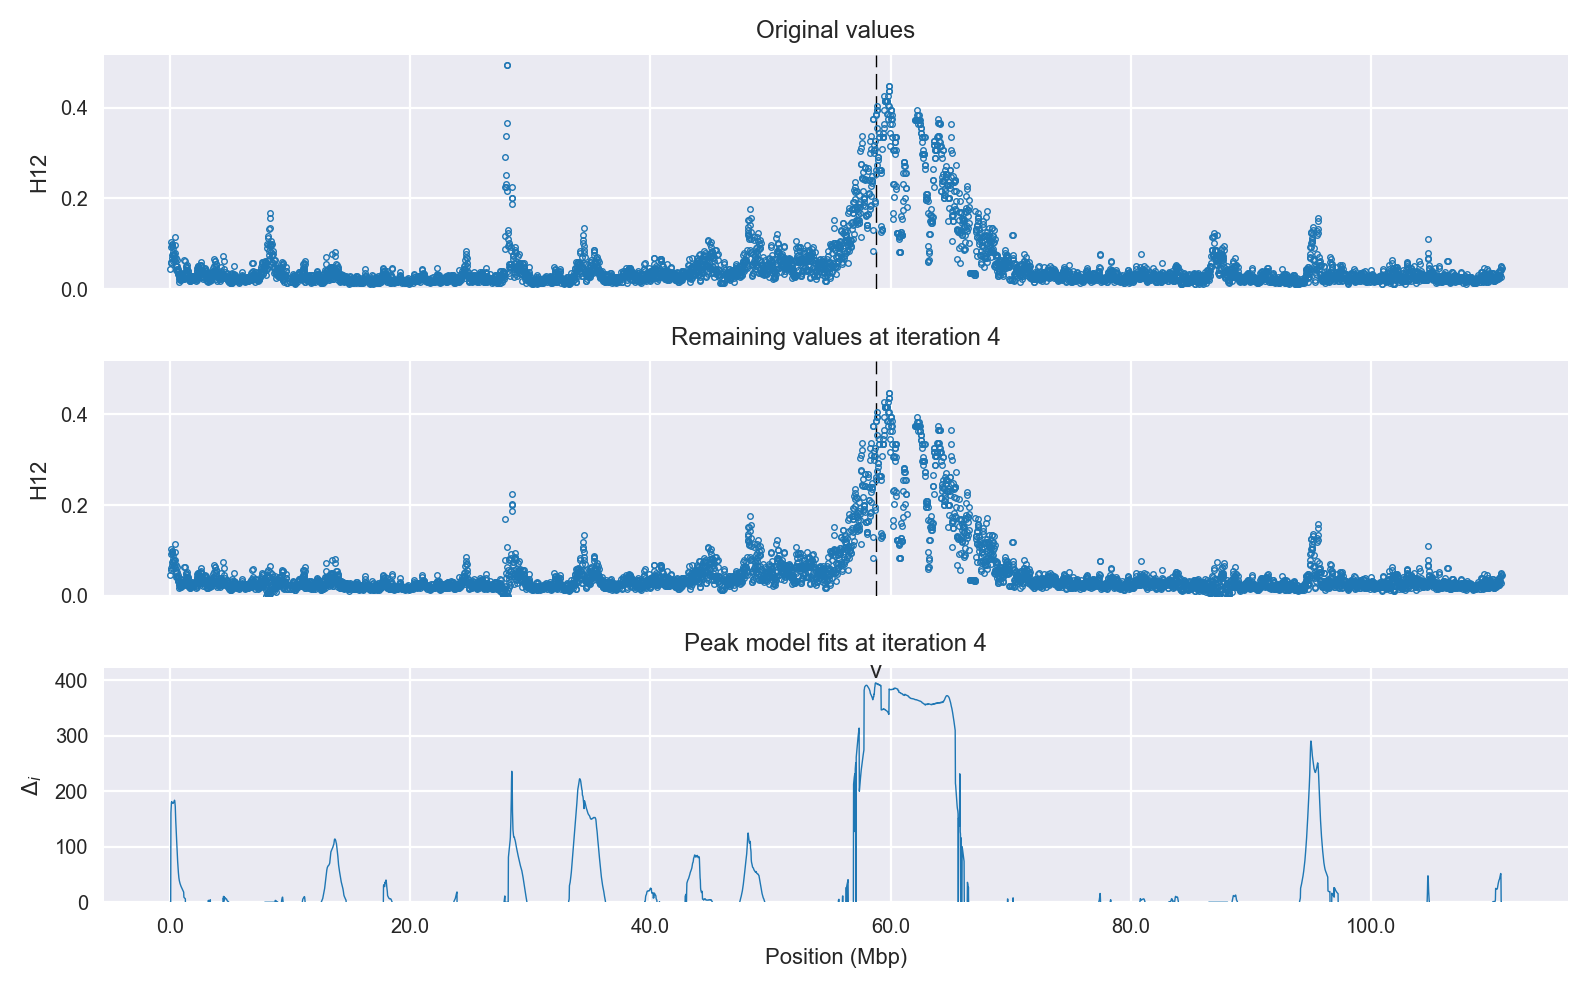 Original values
0.4
0.2
0.0
H12
Remaining values at iteration 4
0.4
0.2
0.0
H12
Peak model fits at iteration 4
v
400
300
200
100
0
Δi
0.0 20.0 40.0 60.0 80.0 100.0
Position (Mbp)